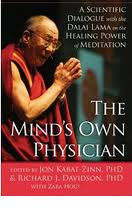 A SCIENTIFIC
DIALOGUE WITH THE
DALAI LAMA ON THE
HEALING POWER OF
MEDITATION
THE
MIND'S OWN
PHYSICIAN
EDITED BY JON KABAT-ZINN, PHD
& RICHARD J. DAVIDSON, PHD
WITH ZARA HOUSHMAND